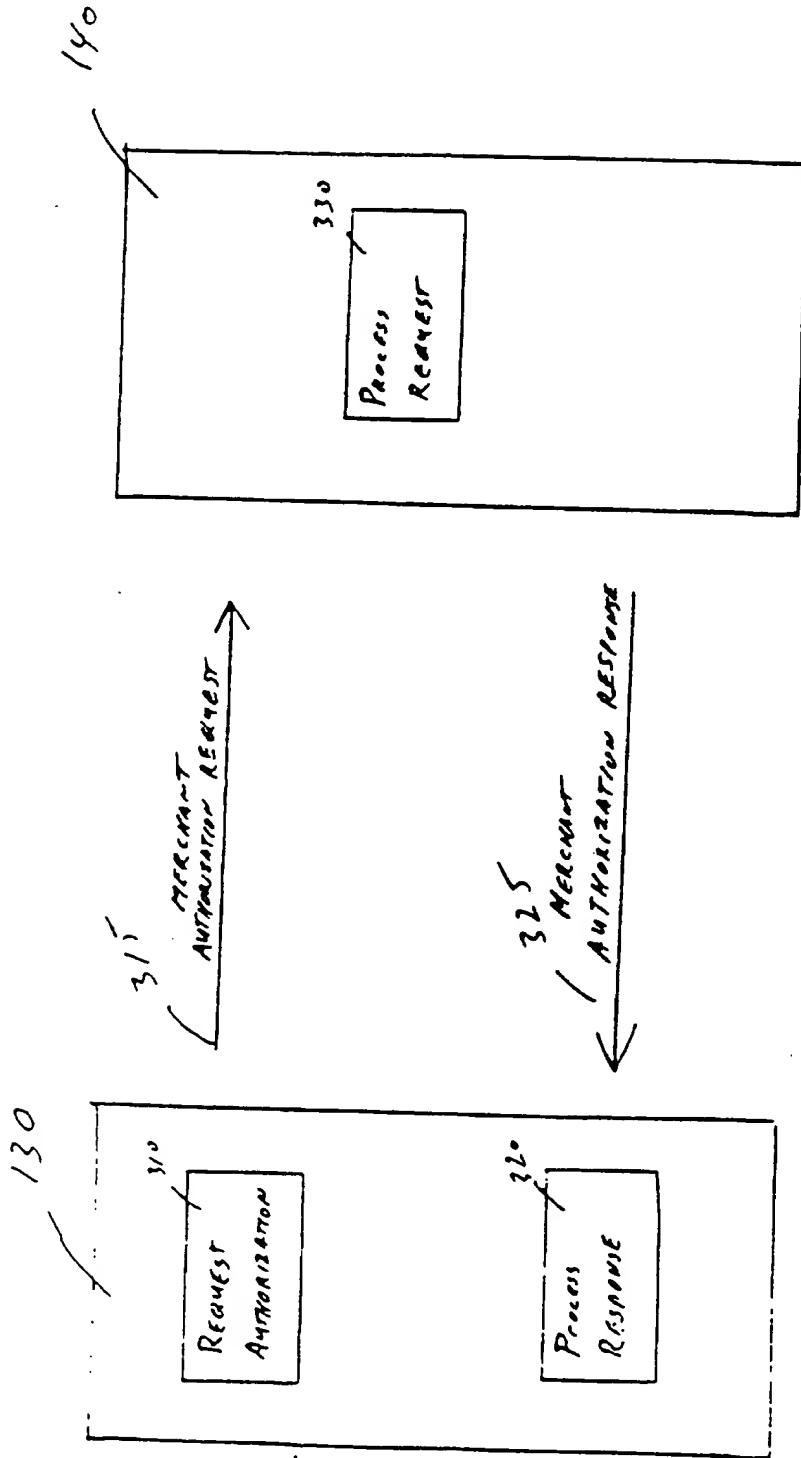 130
310
REQUEST
AUTHORIZATION
320
PROCESS
RESPONSE
315
MERCHANT
AUTHORIZATION REQUEST
325
MERCHANT
AUTHORIZATION RESPONSE
140
330
PROCESS
REQUEST